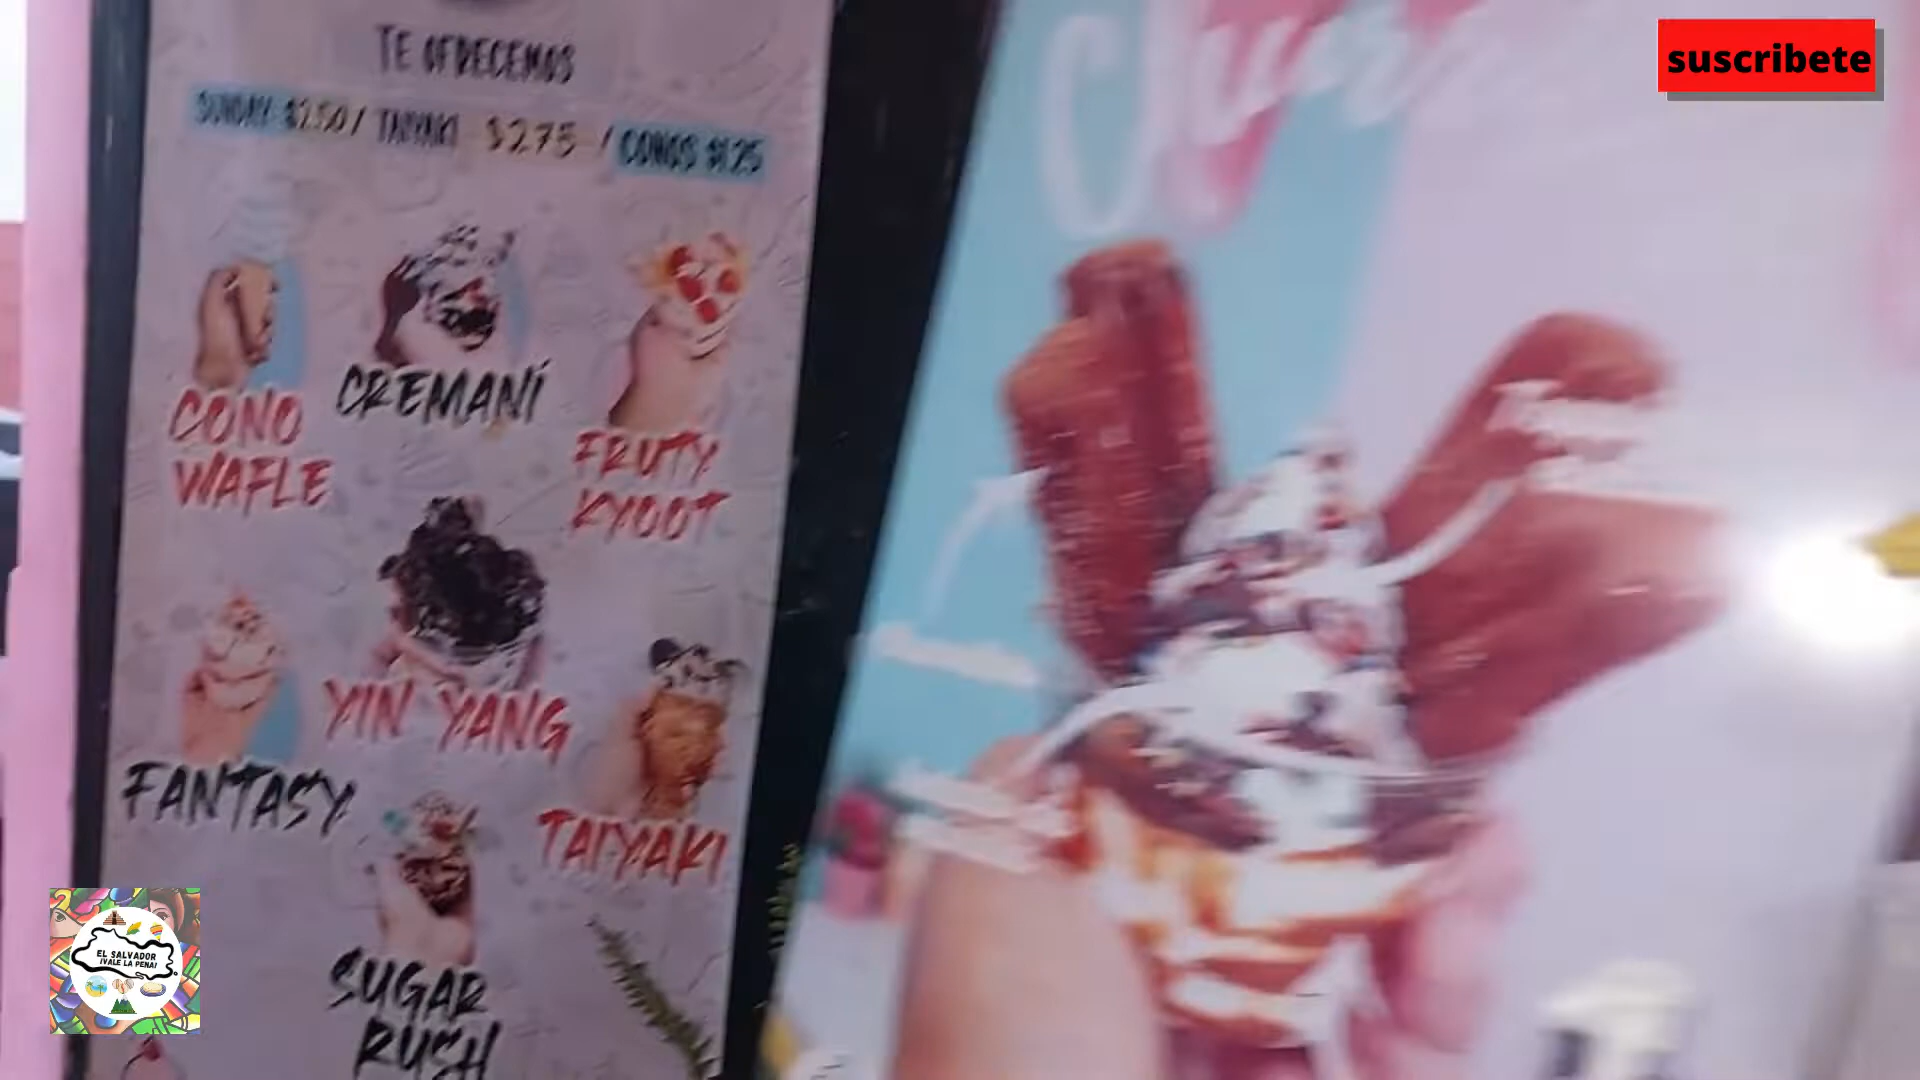 TE OFRECEMOS
SUNDAY $2.50 / TAIYAKI $2.75 / CONOS $1.25
CONO
WAFLE
CREMANÍ
FRUTY
KYOOT
FANTASY
YIN YANG
TAIYAKI
SUGAR
RUSH
suscribete
EL SALVADOR
¡VALE LA PENA!